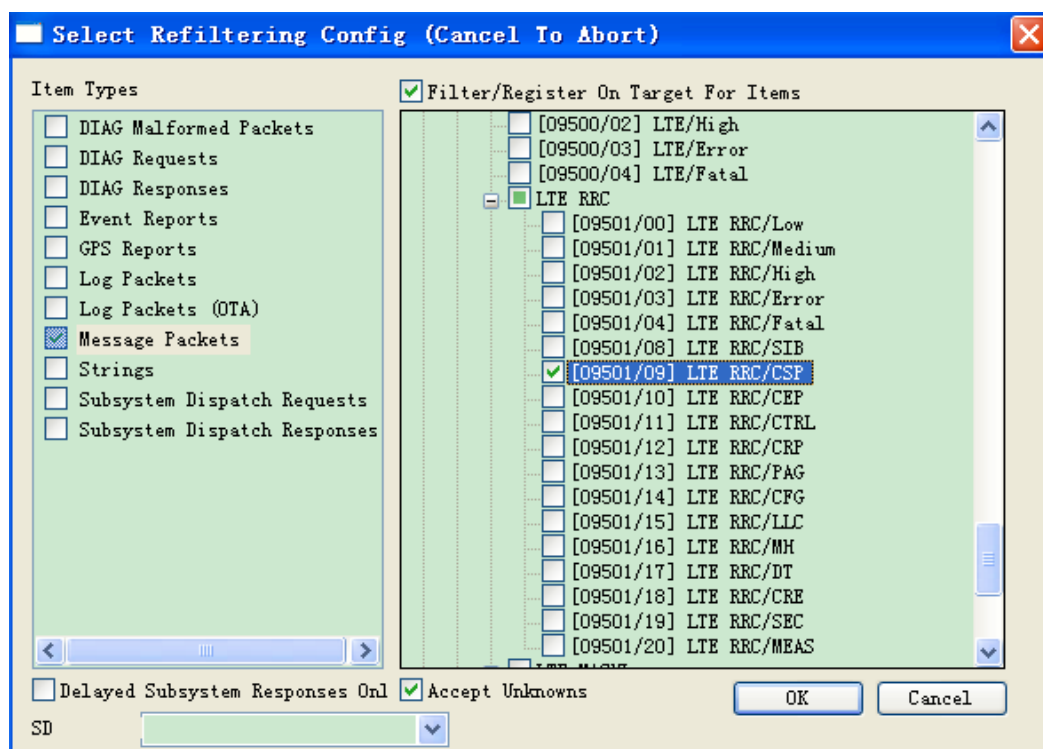 Select Refiltering Config (Cancel To Abort)
Item Types
Filter/Register On Target For Items
DIAG Malformed Packets
DIAG Requests
DIAG Responses
Event Reports
GPS Reports
Log Packets
Log Packets (OTA)
Message Packets
Strings
Subsystem Dispatch Requests
Subsystem Dispatch Responses
[09500/02] LTE/High
[09500/03] LTE/Error
[09500/04] LTE/Fatal
LTE RRC
[09501/00] LTE RRC/Low
[09501/01] LTE RRC/Medium
[09501/02] LTE RRC/High
[09501/03] LTE RRC/Error
[09501/04] LTE RRC/Fatal
[09501/08] LTE RRC/SIB
[09501/09] LTE RRC/CSP
[09501/10] LTE RRC/CEP
[09501/11] LTE RRC/CTRL
[09501/12] LTE RRC/CRP
[09501/13] LTE RRC/PAG
[09501/14] LTE RRC/CFG
[09501/15] LTE RRC/LLC
[09501/16] LTE RRC/MH
[09501/17] LTE RRC/DT
[09501/18] LTE RRC/CRE
[09501/19] LTE RRC/SEC
[09501/20] LTE RRC/MEAS
Delayed Subsystem Responses Onl
Accept Unknowns
OK
Cancel
SD